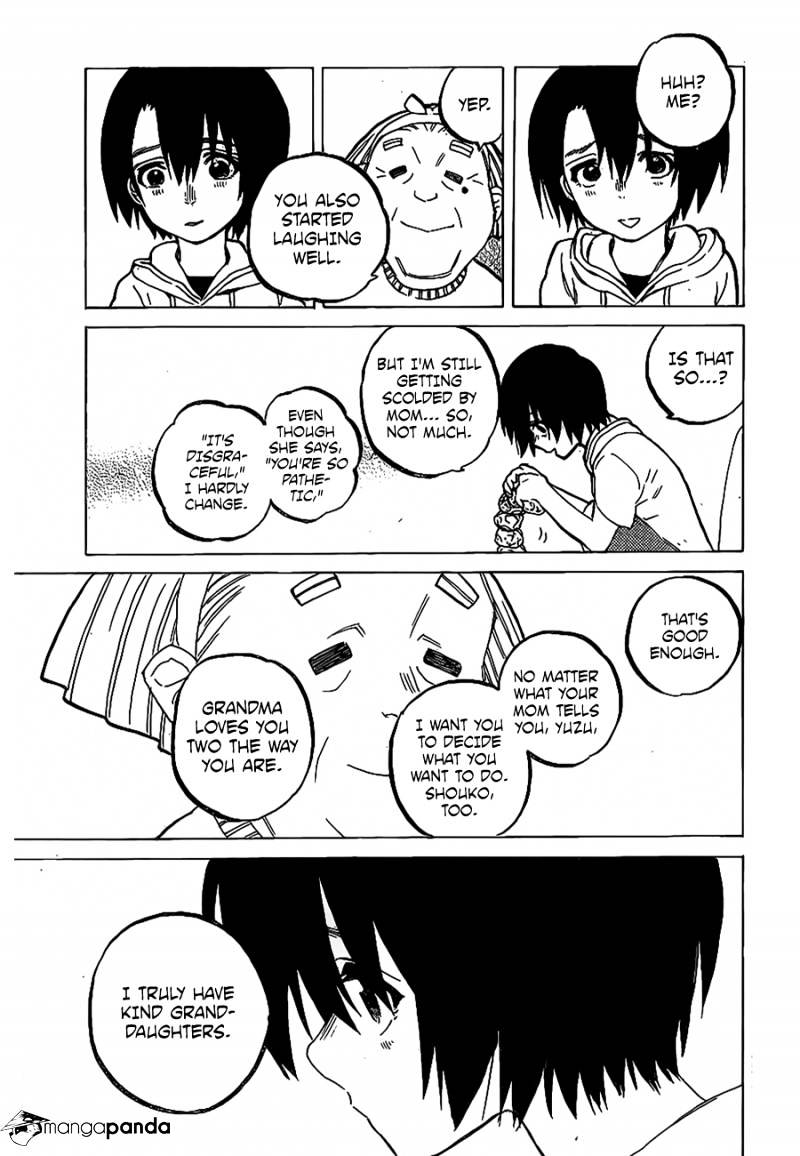 HUH?
ME?
YEP.
YOU ALSO
STARTED
LAUGHING
WELL.
IS THAT
SO...?
BUT I'M STILL
GETTING
SCOLDED BY
MOM... SO,
NOT MUCH.
EVEN
THOUGH
SHE SAYS,
"YOU'RE SO
PATHE-
TIC,"
"IT'S
DISGRA-
CEFUL,"
I HARDLY
CHANGE.
THAT'S
GOOD
ENOUGH.
NO MATTER
WHAT YOUR
MOM TELLS
YOU, YUZU,
I WANT YOU
TO DECIDE
WHAT YOU
WANT TO DO.
SHOUKO,
TOO.
GRANDMA
LOVES YOU
TWO THE WAY
YOU ARE.
I TRULY HAVE
KIND GRAND-
DAUGHTERS.
mangapanda